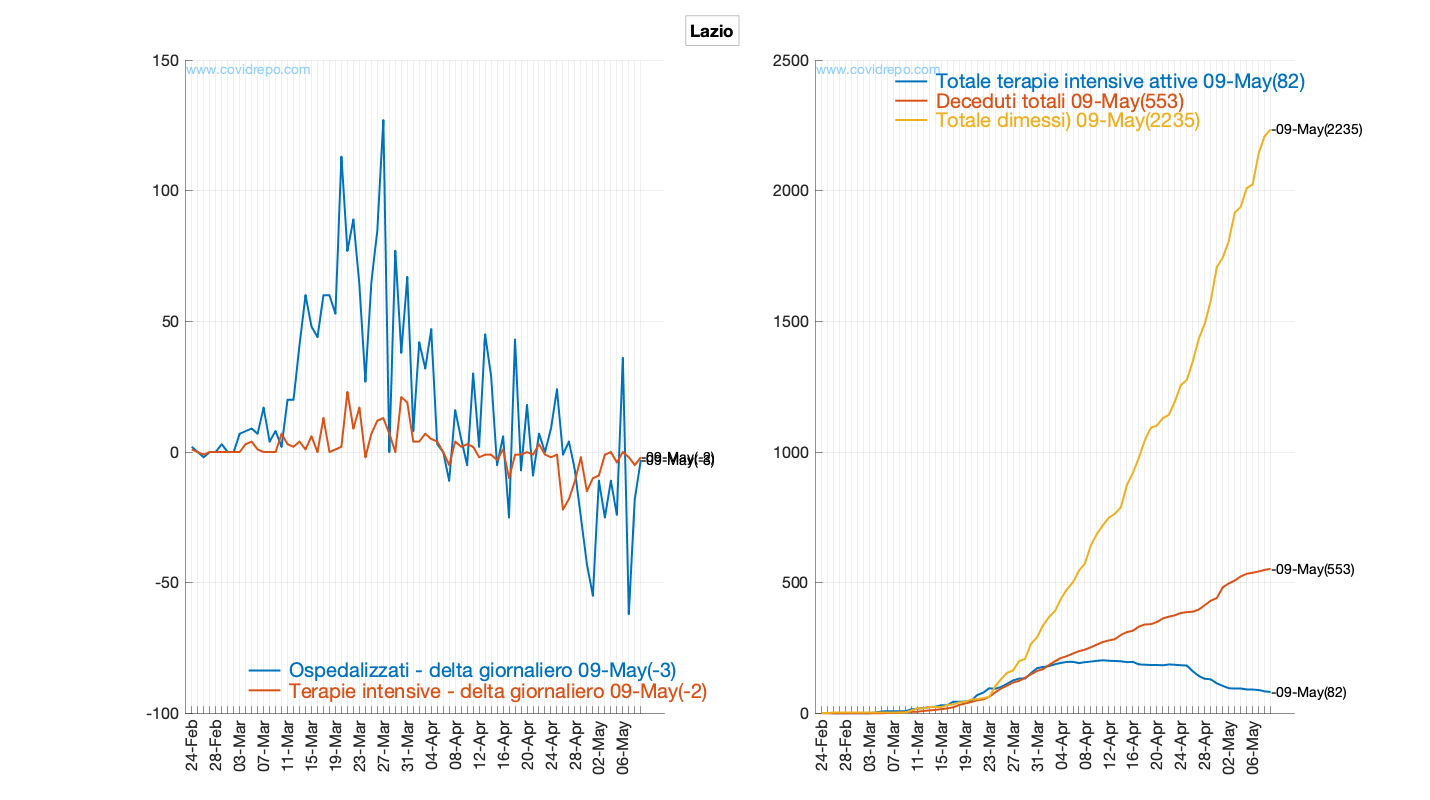 Lazio
150
100
50
0
-50
-100
www.covidrepo.com
-09-May(-2)
-09-May(-3)
Ospedalizzati - delta giornaliero 09-May(-3)
Terapie intensive - delta giornaliero 09-May(-2)
24-Feb
28-Feb
03-Mar
07-Mar
11-Mar
15-Mar
19-Mar
23-Mar
27-Mar
31-Mar
04-Apr
08-Apr
12-Apr
16-Apr
20-Apr
24-Apr
28-Apr
02-May
06-May
2500
2000
1500
1000
500
0
www.covidrepo.com
Totale terapie intensive attive 09-May(82)
Deceduti totali 09-May(553)
Totale dimessi) 09-May(2235)
-09-May(2235)
-09-May(553)
-09-May(82)
24-Feb
28-Feb
03-Mar
07-Mar
11-Mar
15-Mar
19-Mar
23-Mar
27-Mar
31-Mar
04-Apr
08-Apr
12-Apr
16-Apr
20-Apr
24-Apr
28-Apr
02-May
06-May